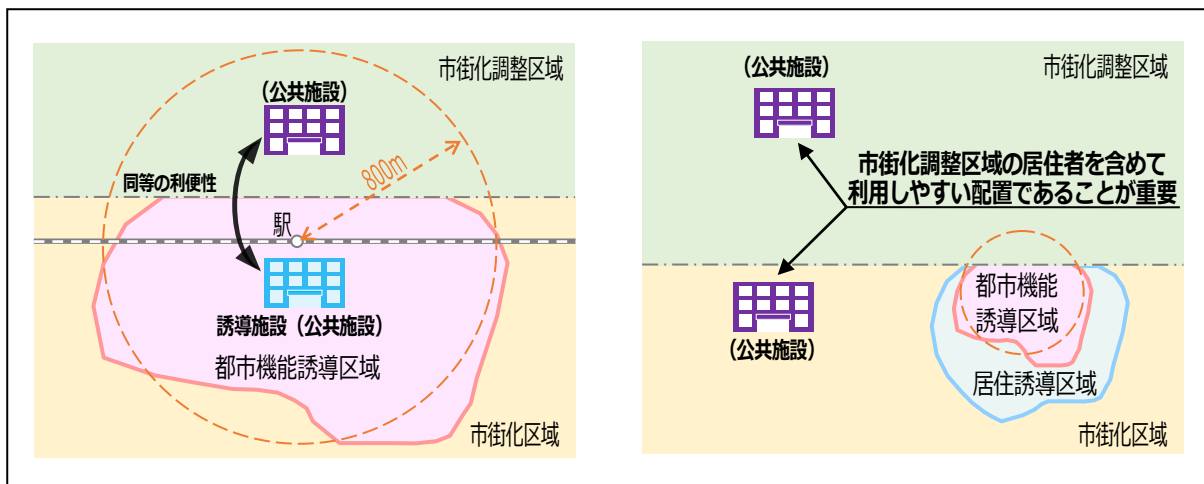 市街化調整区域
(公共施設)
同等の利便性
800m
駅
誘導施設(公共施設)
都市機能誘導区域
市街化区域
市街化調整区域
(公共施設)
市街化調整区域の居住者を含めて
利用しやすい配置であることが重要
都市機能
誘導区域
(公共施設)
居住誘導区域
市街化区域